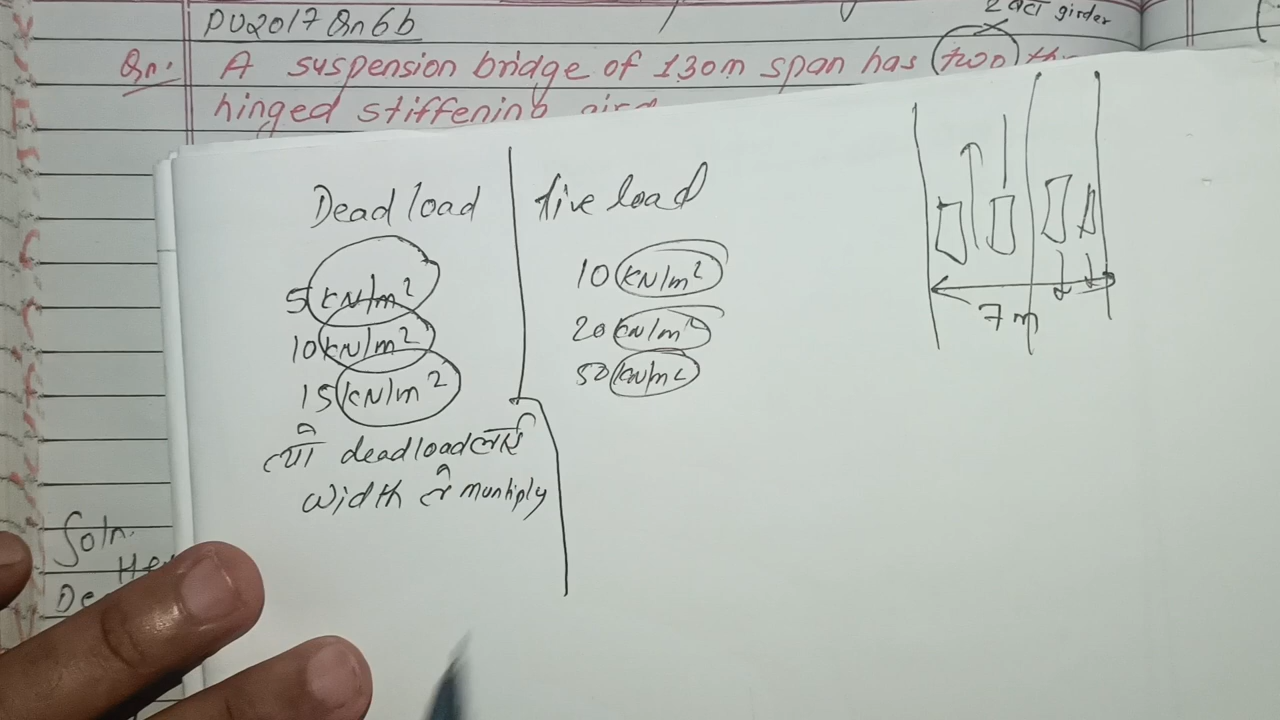 2 act girder
PU2017 Qn6b
Qn: A suspension bridge of 130m span has two
hinged stiffening
Dead load
5 kN/m²
10 kN/m²
15 kN/m²
deadload
width multiply
live load
10 kN/m²
20 kN/m²
50 kN/m²
7 m
Soln.